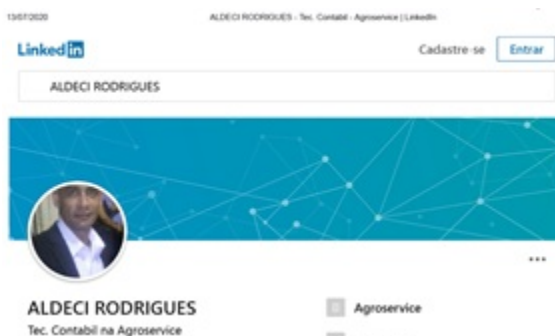 13/07/2020 ALDECI RODRIGUES - Tec. Contabil - Agroservice | LinkedIn
Linked in Cadastre-se Entrar
ALDECI RODRIGUES
ALDECI RODRIGUES
Agroservice
Tec. Contabil na Agroservice